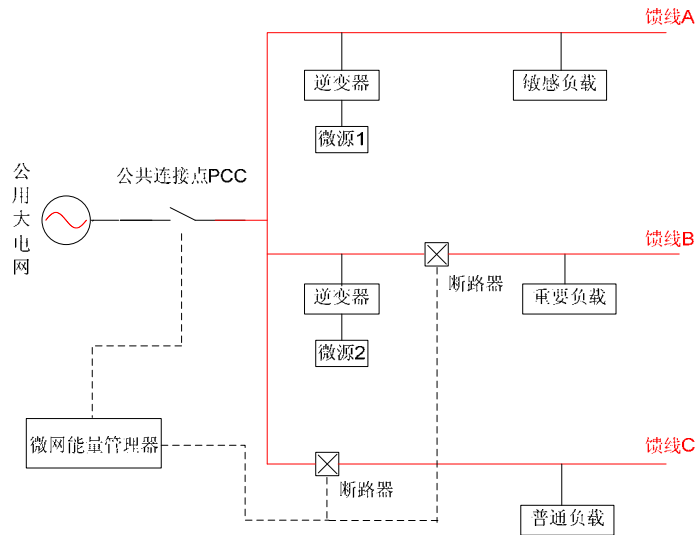 馈线A
逆变器
敏感负载
微源1
公共连接点PCC
公用大电网
馈线B
断路器
逆变器
重要负载
微源2
微网能量管理器
馈线C
断路器
普通负载